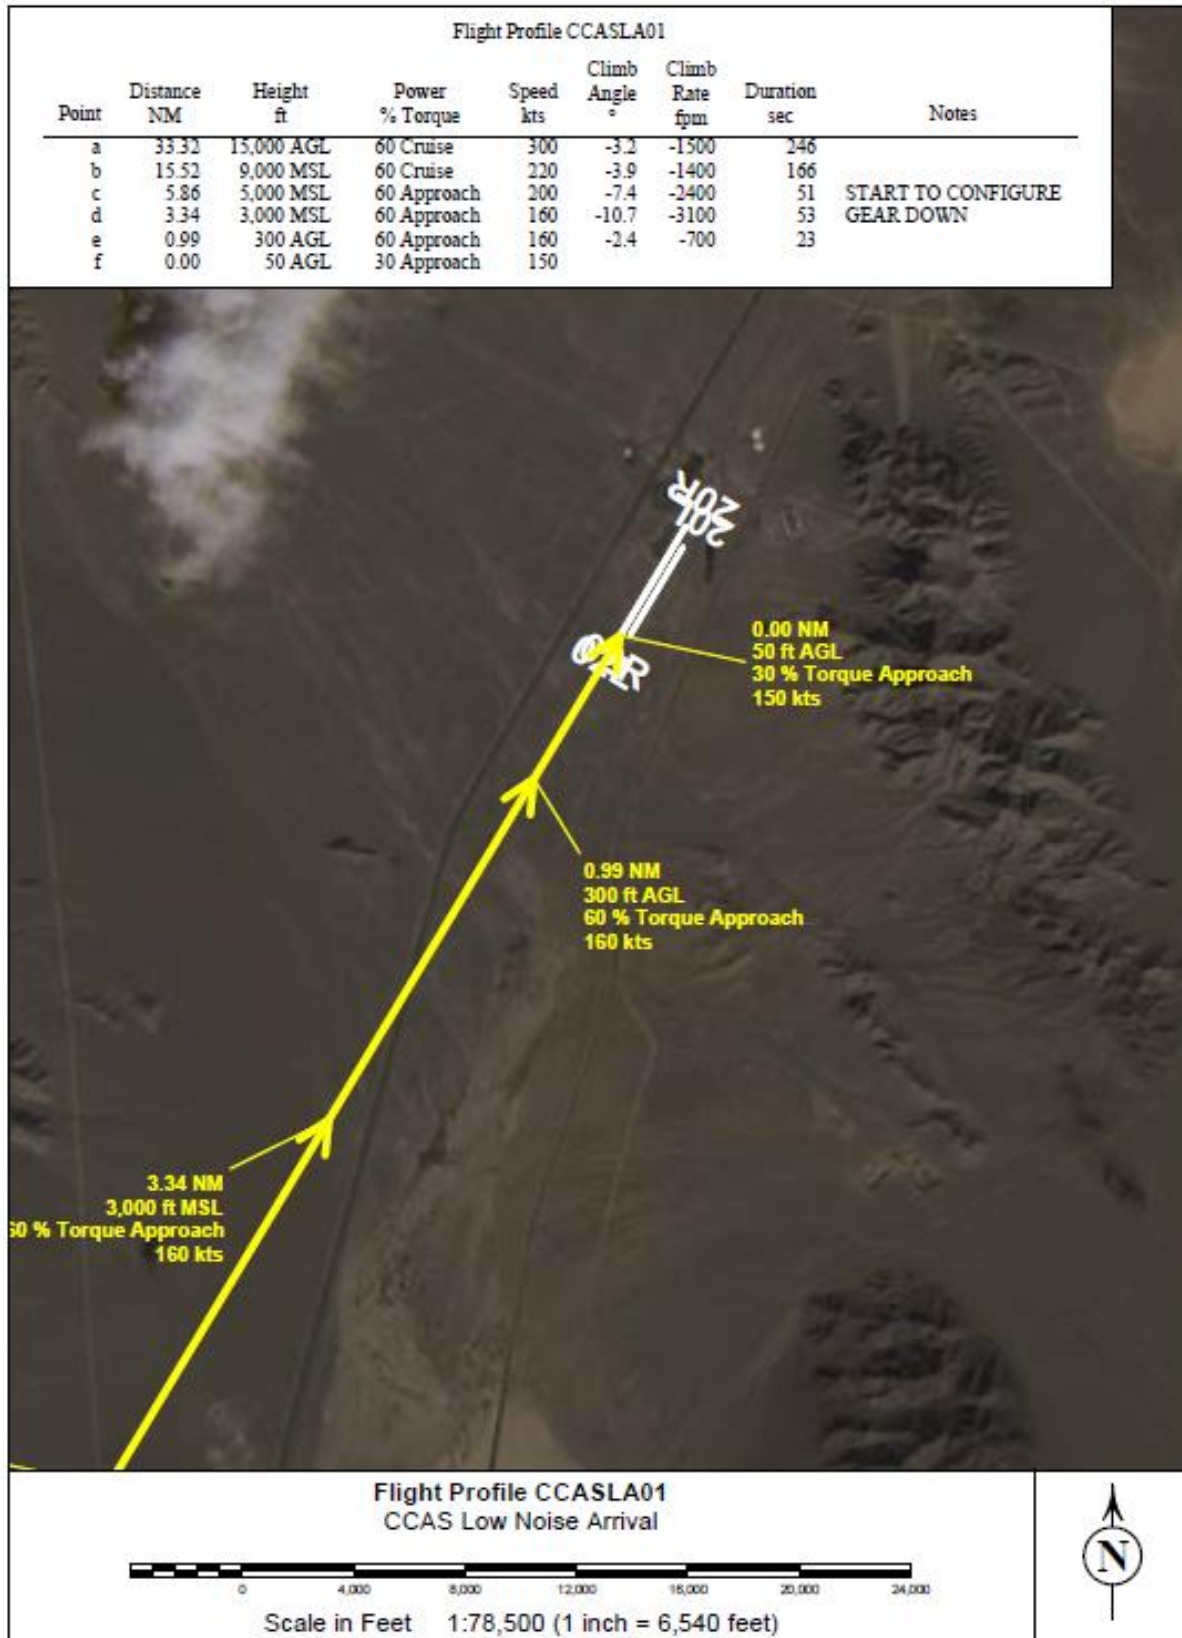 Flight Profile CCASLA01
Point Distance NM Height ft Power % Torque Speed kts Climb Angle ° Climb Rate fpm Duration sec Notes
a 33.32 15,000 AGL 60 Cruise 300 -3.2 -1500 246
b 15.52 9,000 MSL 60 Cruise 220 -3.9 -1400 166
c 5.86 5,000 MSL 60 Approach 200 -7.4 -2400 51 START TO CONFIGURE
d 3.34 3,000 MSL 60 Approach 160 -10.7 -3100 53 GEAR DOWN
e 0.99 300 AGL 60 Approach 160 -2.4 -700 23
f 0.00 50 AGL 30 Approach 150
20R
20L
0.00 NM
50 ft AGL
30 % Torque Approach
150 kts
0.99 NM
300 ft AGL
60 % Torque Approach
160 kts
3.34 NM
3,000 ft MSL
60 % Torque Approach
160 kts
Flight Profile CCASLA01
CCAS Low Noise Arrival
0 4,000 8,000 12,000 16,000 20,000 24,000
Scale in Feet 1:78,500 (1 inch = 6,540 feet)
N